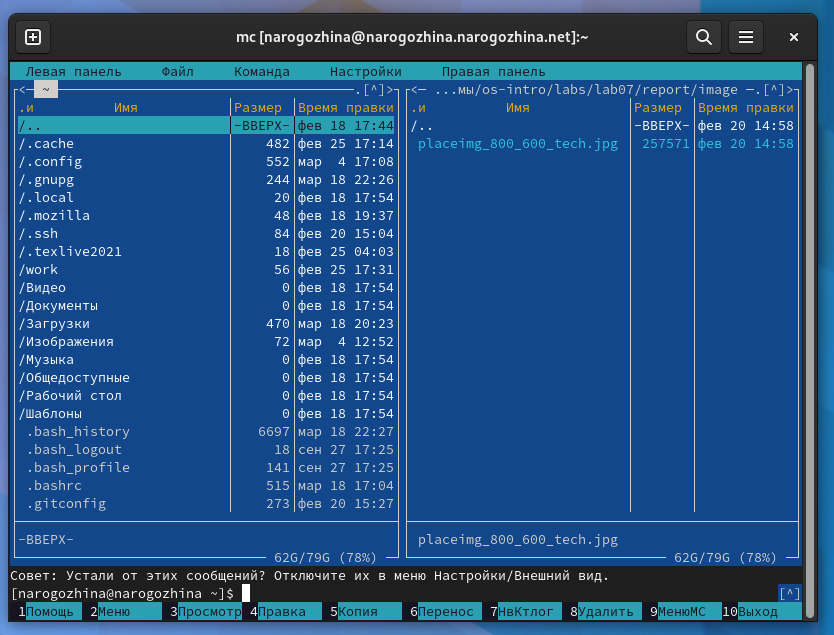 mc [narogozhina@narogozhina.narogozhina.net]:~
Левая панель Файл Команда Настройки Правая панель
<─ ~ .[^]>
.и Имя Размер Время правки
/.. -ВВЕРХ- фев 18 17:44
/.cache 482 фев 25 17:14
/.config 552 мар 4 17:08
/.gnupg 244 мар 18 22:26
/.local 20 фев 18 17:54
/.mozilla 48 фев 18 19:37
/.ssh 84 фев 20 15:04
/.texlive2021 18 фев 25 04:03
/work 56 фев 25 17:31
/Видео 0 фев 18 17:54
/Документы 0 фев 18 17:54
/Загрузки 470 мар 18 20:23
/Изображения 72 мар 4 12:52
/Музыка 0 фев 18 17:54
/Общедоступные 0 фев 18 17:54
/Рабочий стол 0 фев 18 17:54
/Шаблоны 0 фев 18 17:54
.bash_history 6697 мар 18 22:27
.bash_logout 18 сен 27 17:25
.bash_profile 141 сен 27 17:25
.bashrc 515 мар 18 17:04
.gitconfig 273 фев 20 15:27
-ВВЕРХ-
62G/79G (78%)
<─ ...мы/os-intro/labs/lab07/report/image ─.[^]>
.и Имя Размер Время правки
/.. -ВВЕРХ- фев 20 14:58
placeimg_800_600_tech.jpg 257571 фев 20 14:58
placeimg_800_600_tech.jpg
62G/79G (78%)
Совет: Устали от этих сообщений? Отключите их в меню Настройки/Внешний вид.
[narogozhina@narogozhina ~]$ [^]
1Помощь 2Меню 3Просмотр 4Правка 5Копия 6Перенос 7НвКтлог 8Удалить 9МенюМС 10Выход